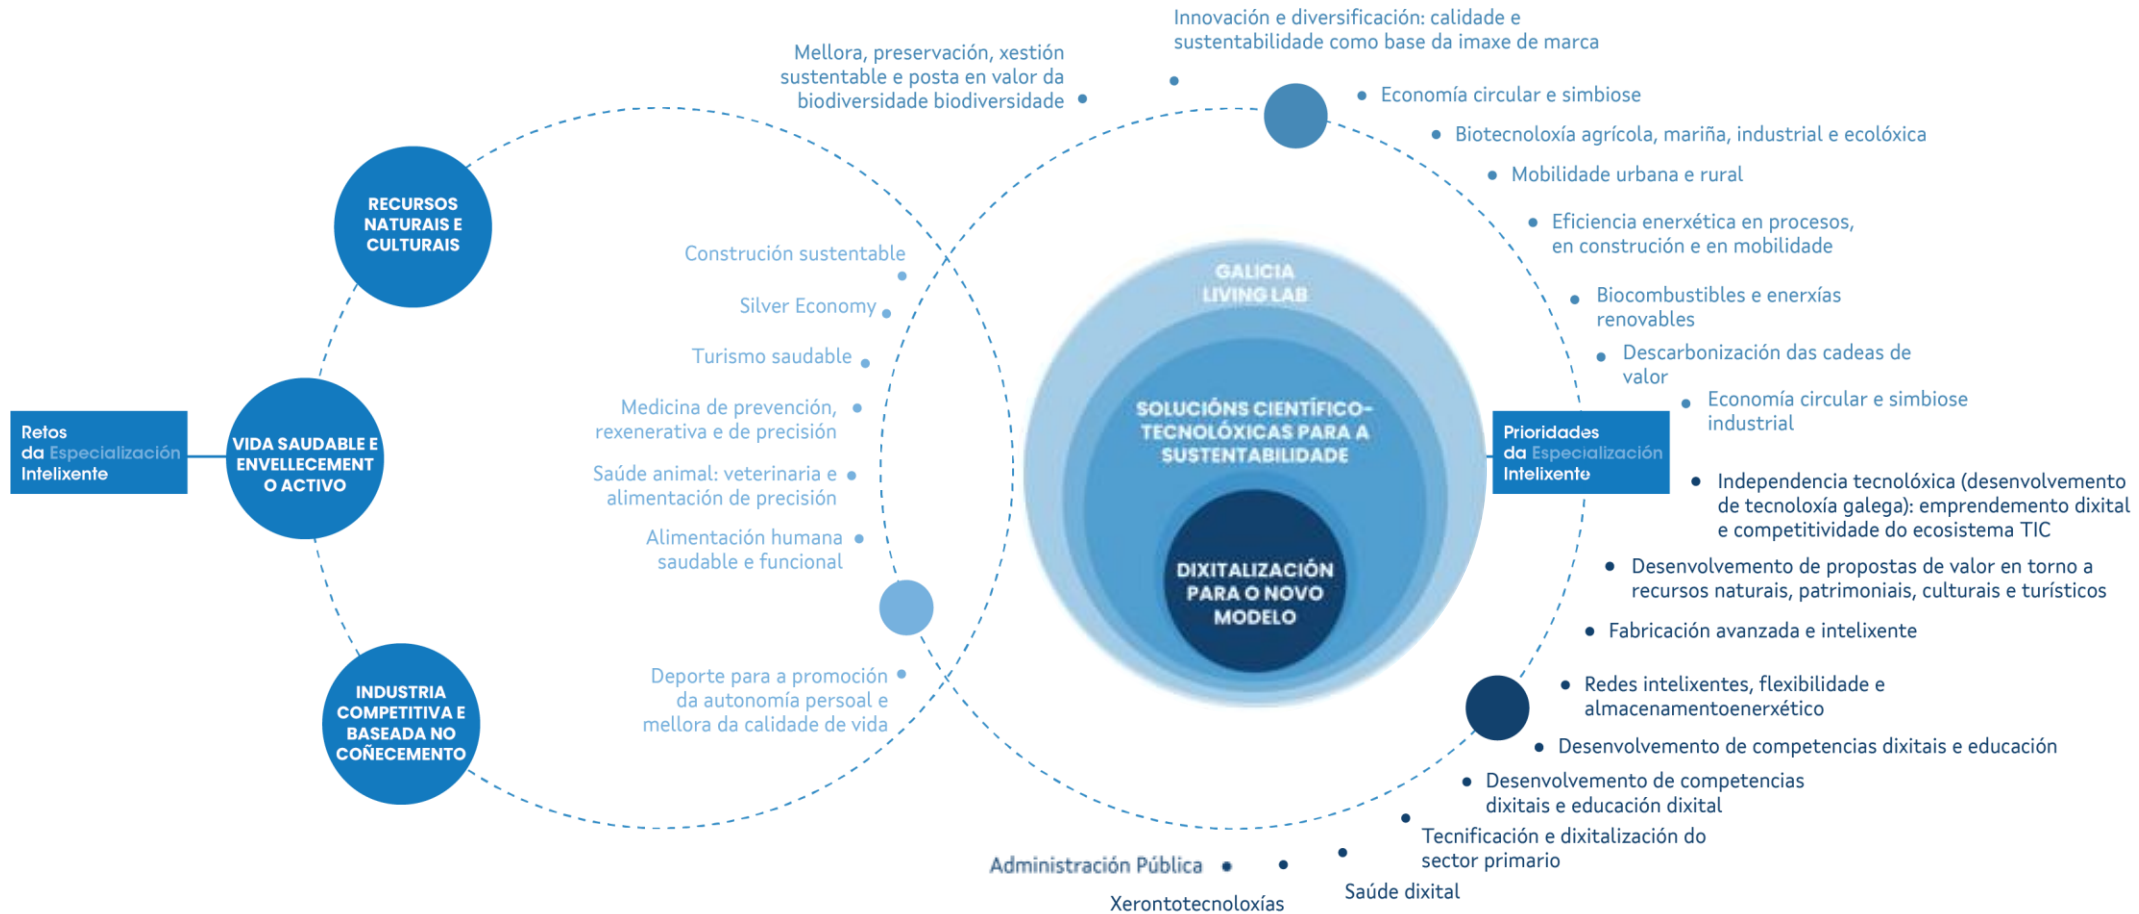 Retos
da Especialización
Intelixente
RECURSOS
NATURAIS E
CULTURAIS
VIDA SAUDABLE E
ENVELLECEMENT
O ACTIVO
INDUSTRIA
COMPETITIVA E
BASEADA NO
COÑECEMENTO
Mellora, preservación, xestión
sustentable e posta en valor da
biodiversidade biodiversidade
Construción sustentable
Silver Economy
Turismo saudable
Medicina de prevención,
rexenerativa e de precisión
Saúde animal: veterinaria e
alimentación de precisión
Alimentación humana
saudable e funcional
Deporte para a promoción
da autonomía persoal e
mellora da calidade de vida
GALICIA
LIVING LAB
SOLUCIÓNS CIENTÍFICO-
TECNOLÓXICAS PARA A
SUSTENTABILIDADE
DIXITALIZACIÓN
PARA O NOVO
MODELO
Prioridades
da Especialización
Intelixente
Innovación e diversificación: calidade e
sustentabilidade como base da imaxe de marca
Economía circular e simbiose
Biotecnoloxía agrícola, mariña, industrial e ecolóxica
Mobilidade urbana e rural
Eficiencia enerxética en procesos,
en construción e en mobilidade
Biocombustibles e enerxías
renovables
Descarbonización das cadeas de
valor
Economía circular e simbiose
industrial
Independencia tecnolóxica (desenvolvemento
de tecnoloxía galega): emprendemento dixital
e competitividade do ecosistema TIC
Desenvolvemento de propostas de valor en torno a
recursos naturais, patrimoniais, culturais e turísticos
Fabricación avanzada e intelixente
Redes intelixentes, flexibilidade e
almacenamentoenerxético
Desenvolvemento de competencias dixitais e educación
Desenvolvemento de competencias
dixitais e educación dixital
Tecnificación e dixitalización do
sector primario
Saúde dixital
Xerontotecnoloxías
Administración Pública